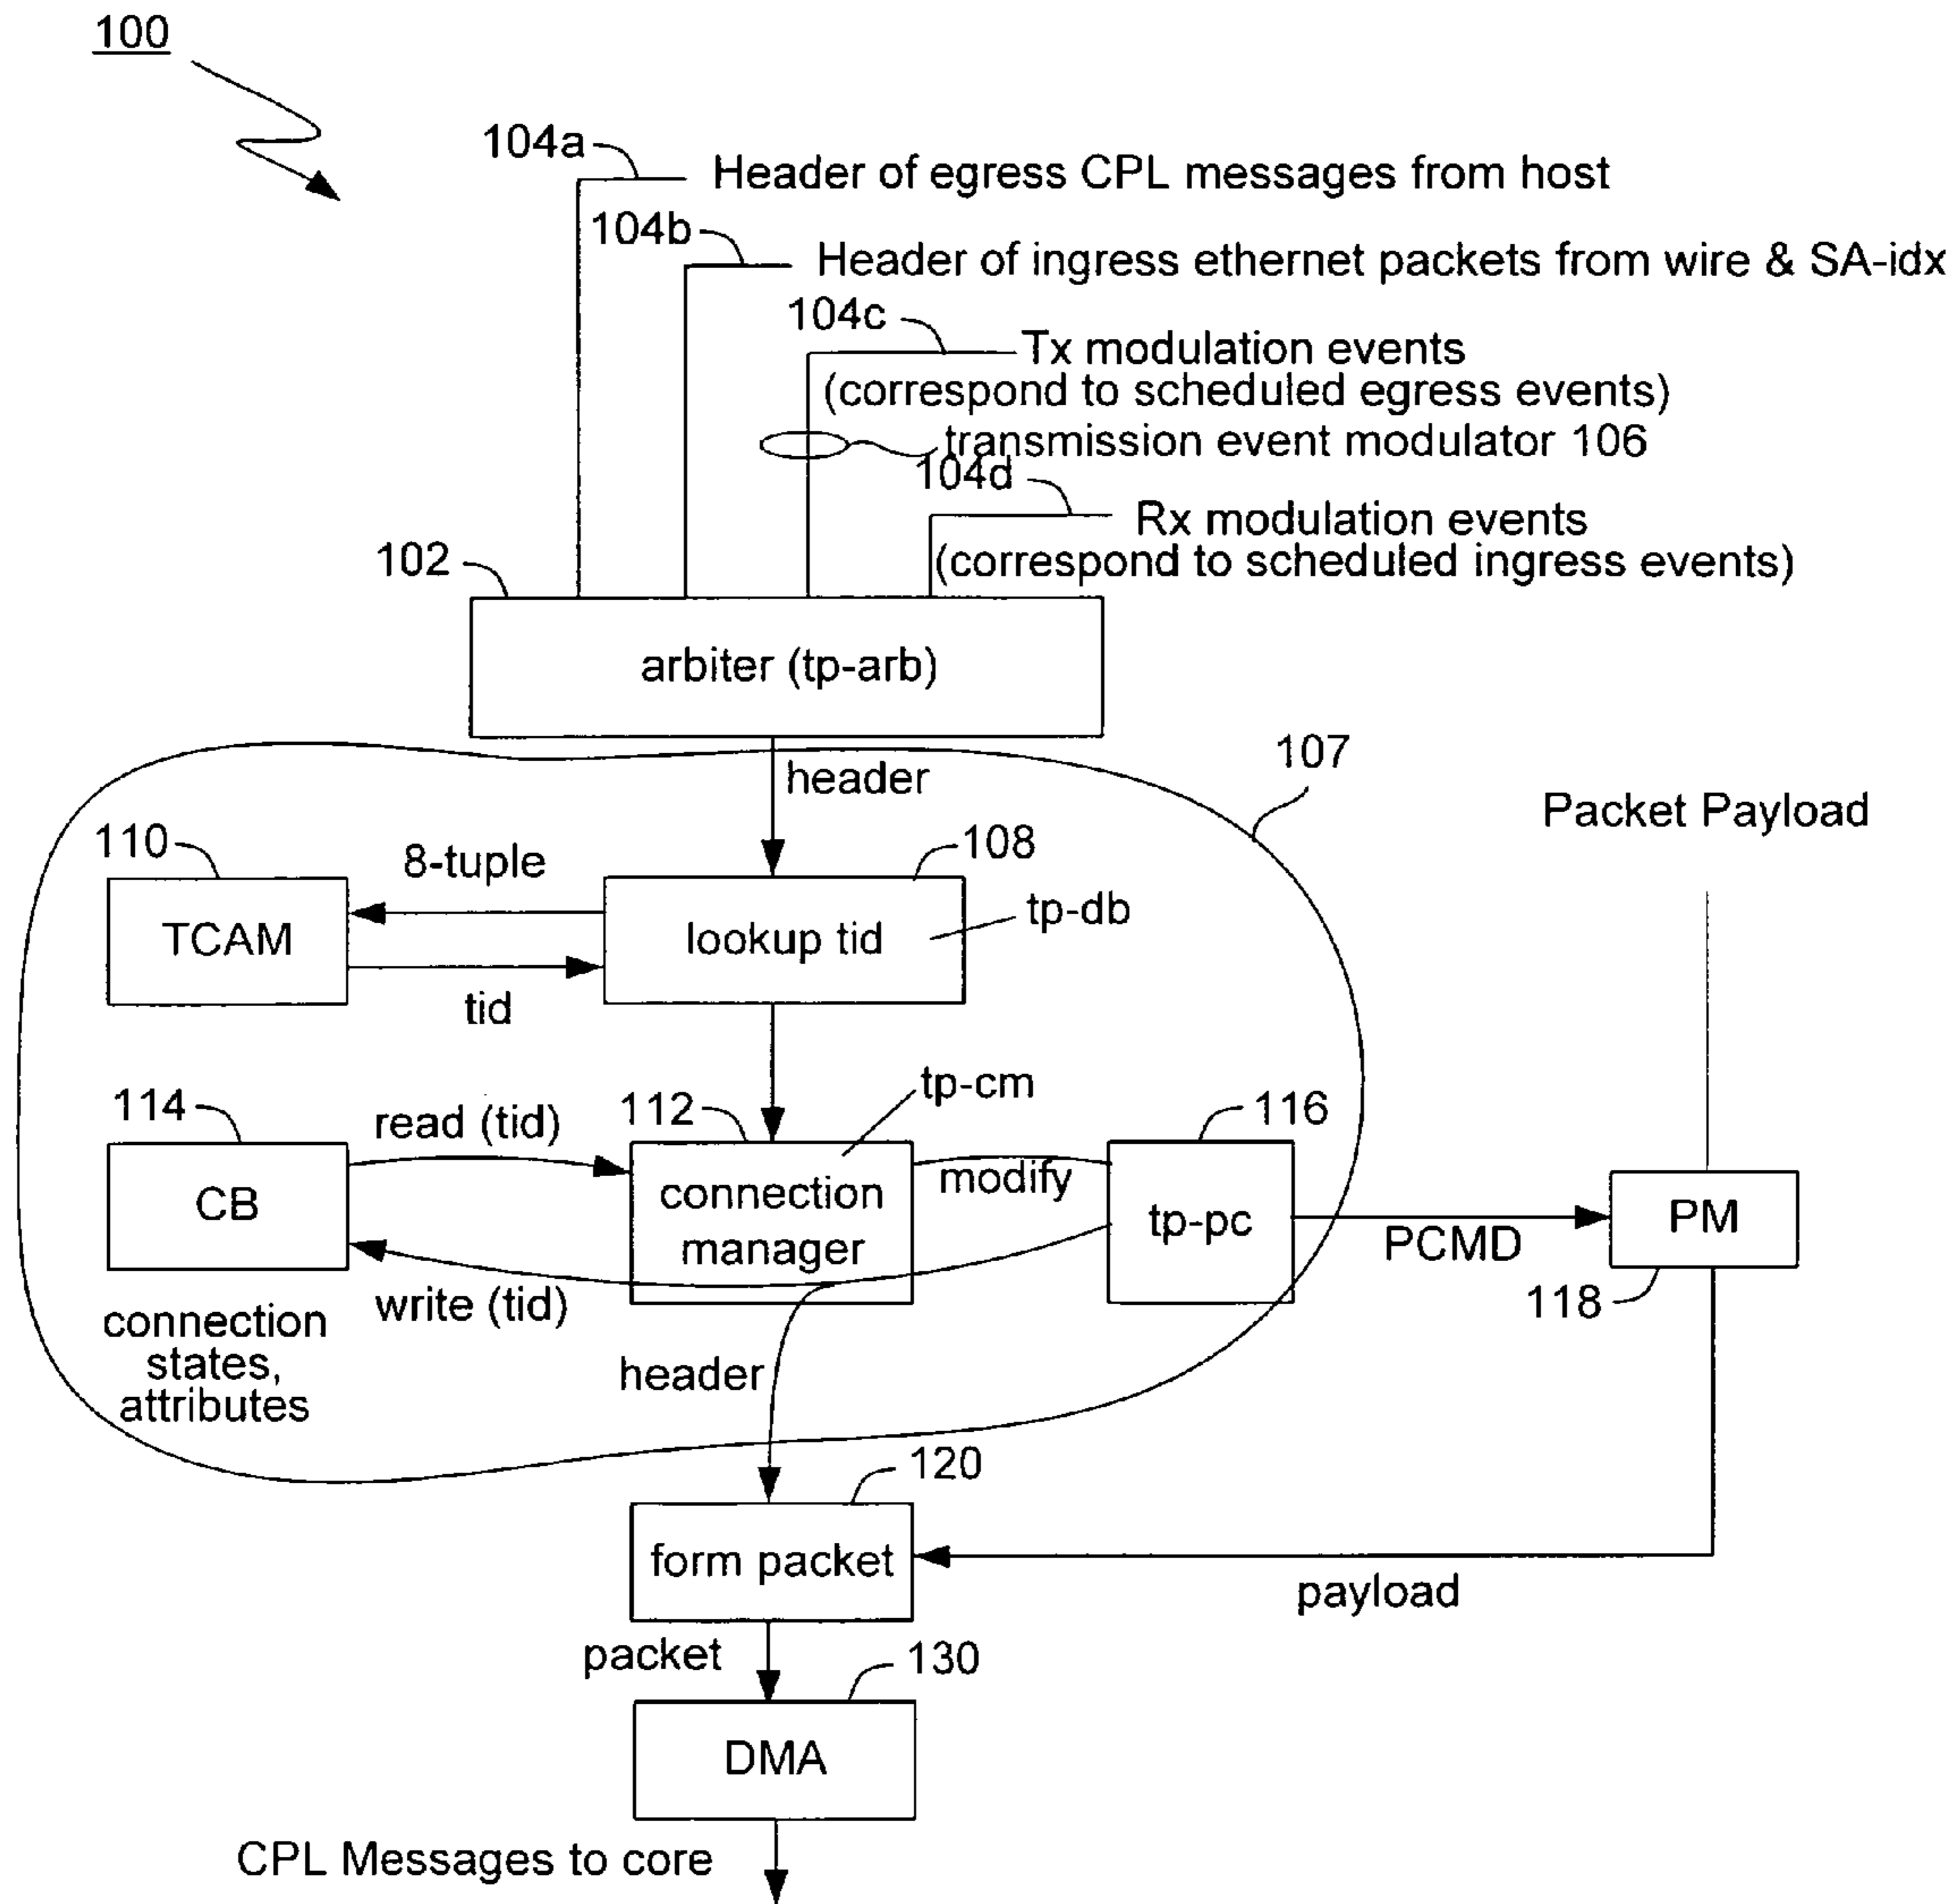 100
104a
Header of egress CPL messages from host
104b
Header of ingress ethernet packets from wire & SA-idx
104c
Tx modulation events
(correspond to scheduled egress events)
transmission event modulator 106
104d
Rx modulation events
(correspond to scheduled ingress events)
102
arbiter (tp-arb)
107
header
Packet Payload
110
8-tuple
108
tp-db
TCAM
lookup tid
tid
tp-cm
114
read (tid)
112
116
modify
CB
connection
manager
tp-pc
PM
PCMD
write (tid)
118
connection
states,
attributes
header
120
form packet
payload
packet
130
DMA
CPL Messages to core